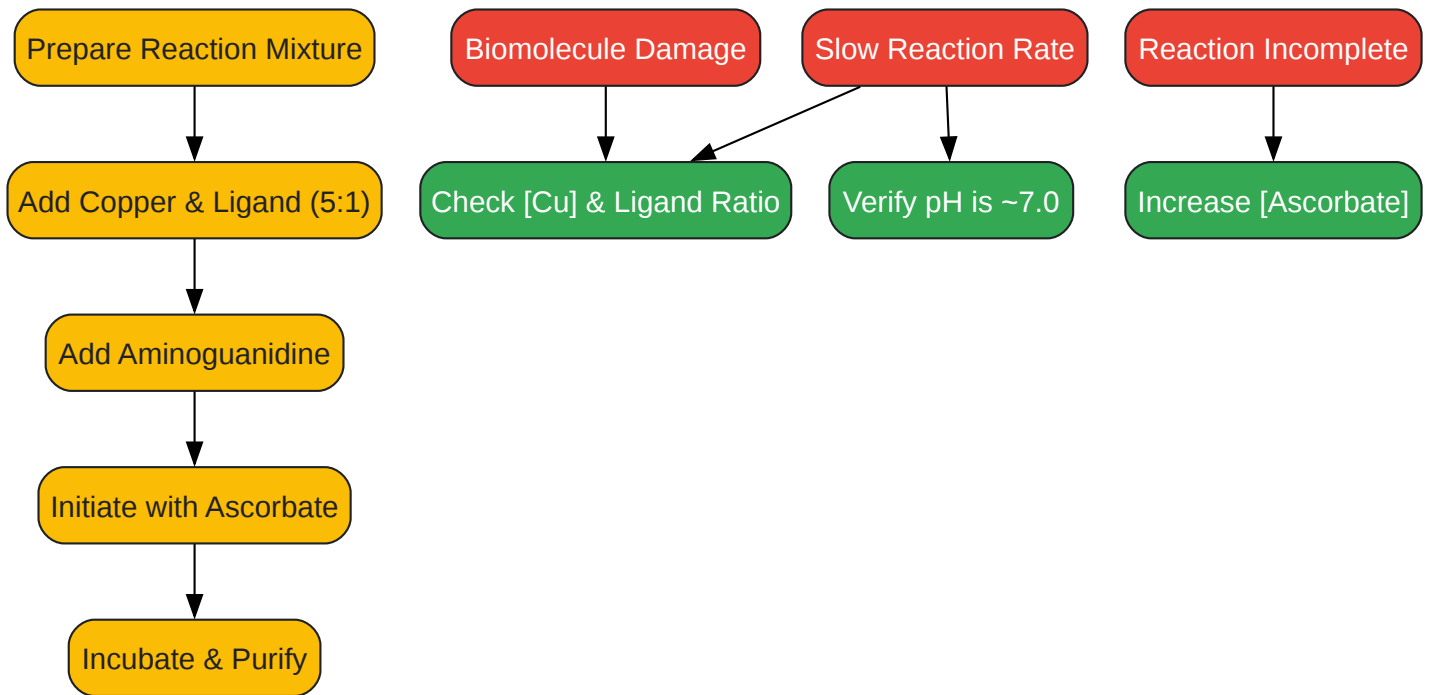 Prepare Reaction Mixture
Biomolecule Damage
Slow Reaction Rate
Reaction Incomplete
Add Copper & Ligand (5:1)
Check [Cu] & Ligand Ratio
Verify pH is ~7.0
Increase [Ascorbate]
Add Aminoguanidine
Initiate with Ascorbate
Incubate & Purify